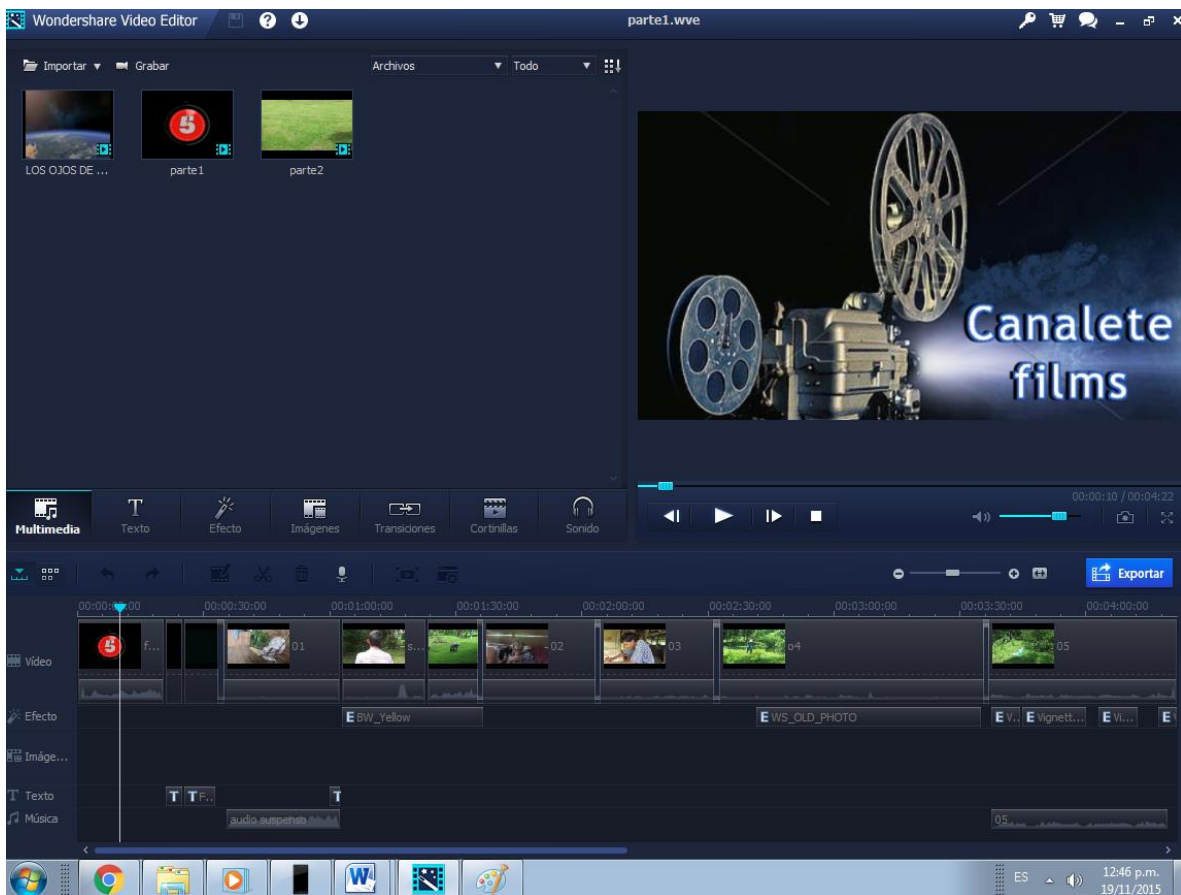 Wondershare Video Editor parte1.wve
Importar Grabar Archivos Todo
5
LOS OJOS DE ... parte1 parte2
Canalete
films
00:00:10 / 00:04:22
Multimedia Texto Efecto Imágenes Transiciones Cortinillas Sonido
Exportar
00:00:30:00 00:01:00:00 00:01:30:00 00:02:00:00 00:02:30:00 00:03:00:00 00:03:30:00 00:04:00:00
Vídeo 5 f... 01 s... 02 03 o4 05
Efecto E BW_Yellow E WS_OLD_PHOTO E V.. E Vignett... E Vi... E
Imáge...
Texto T T F.. T
Música audio suspenso 05
W
ES 12:46 p.m.
19/11/2015